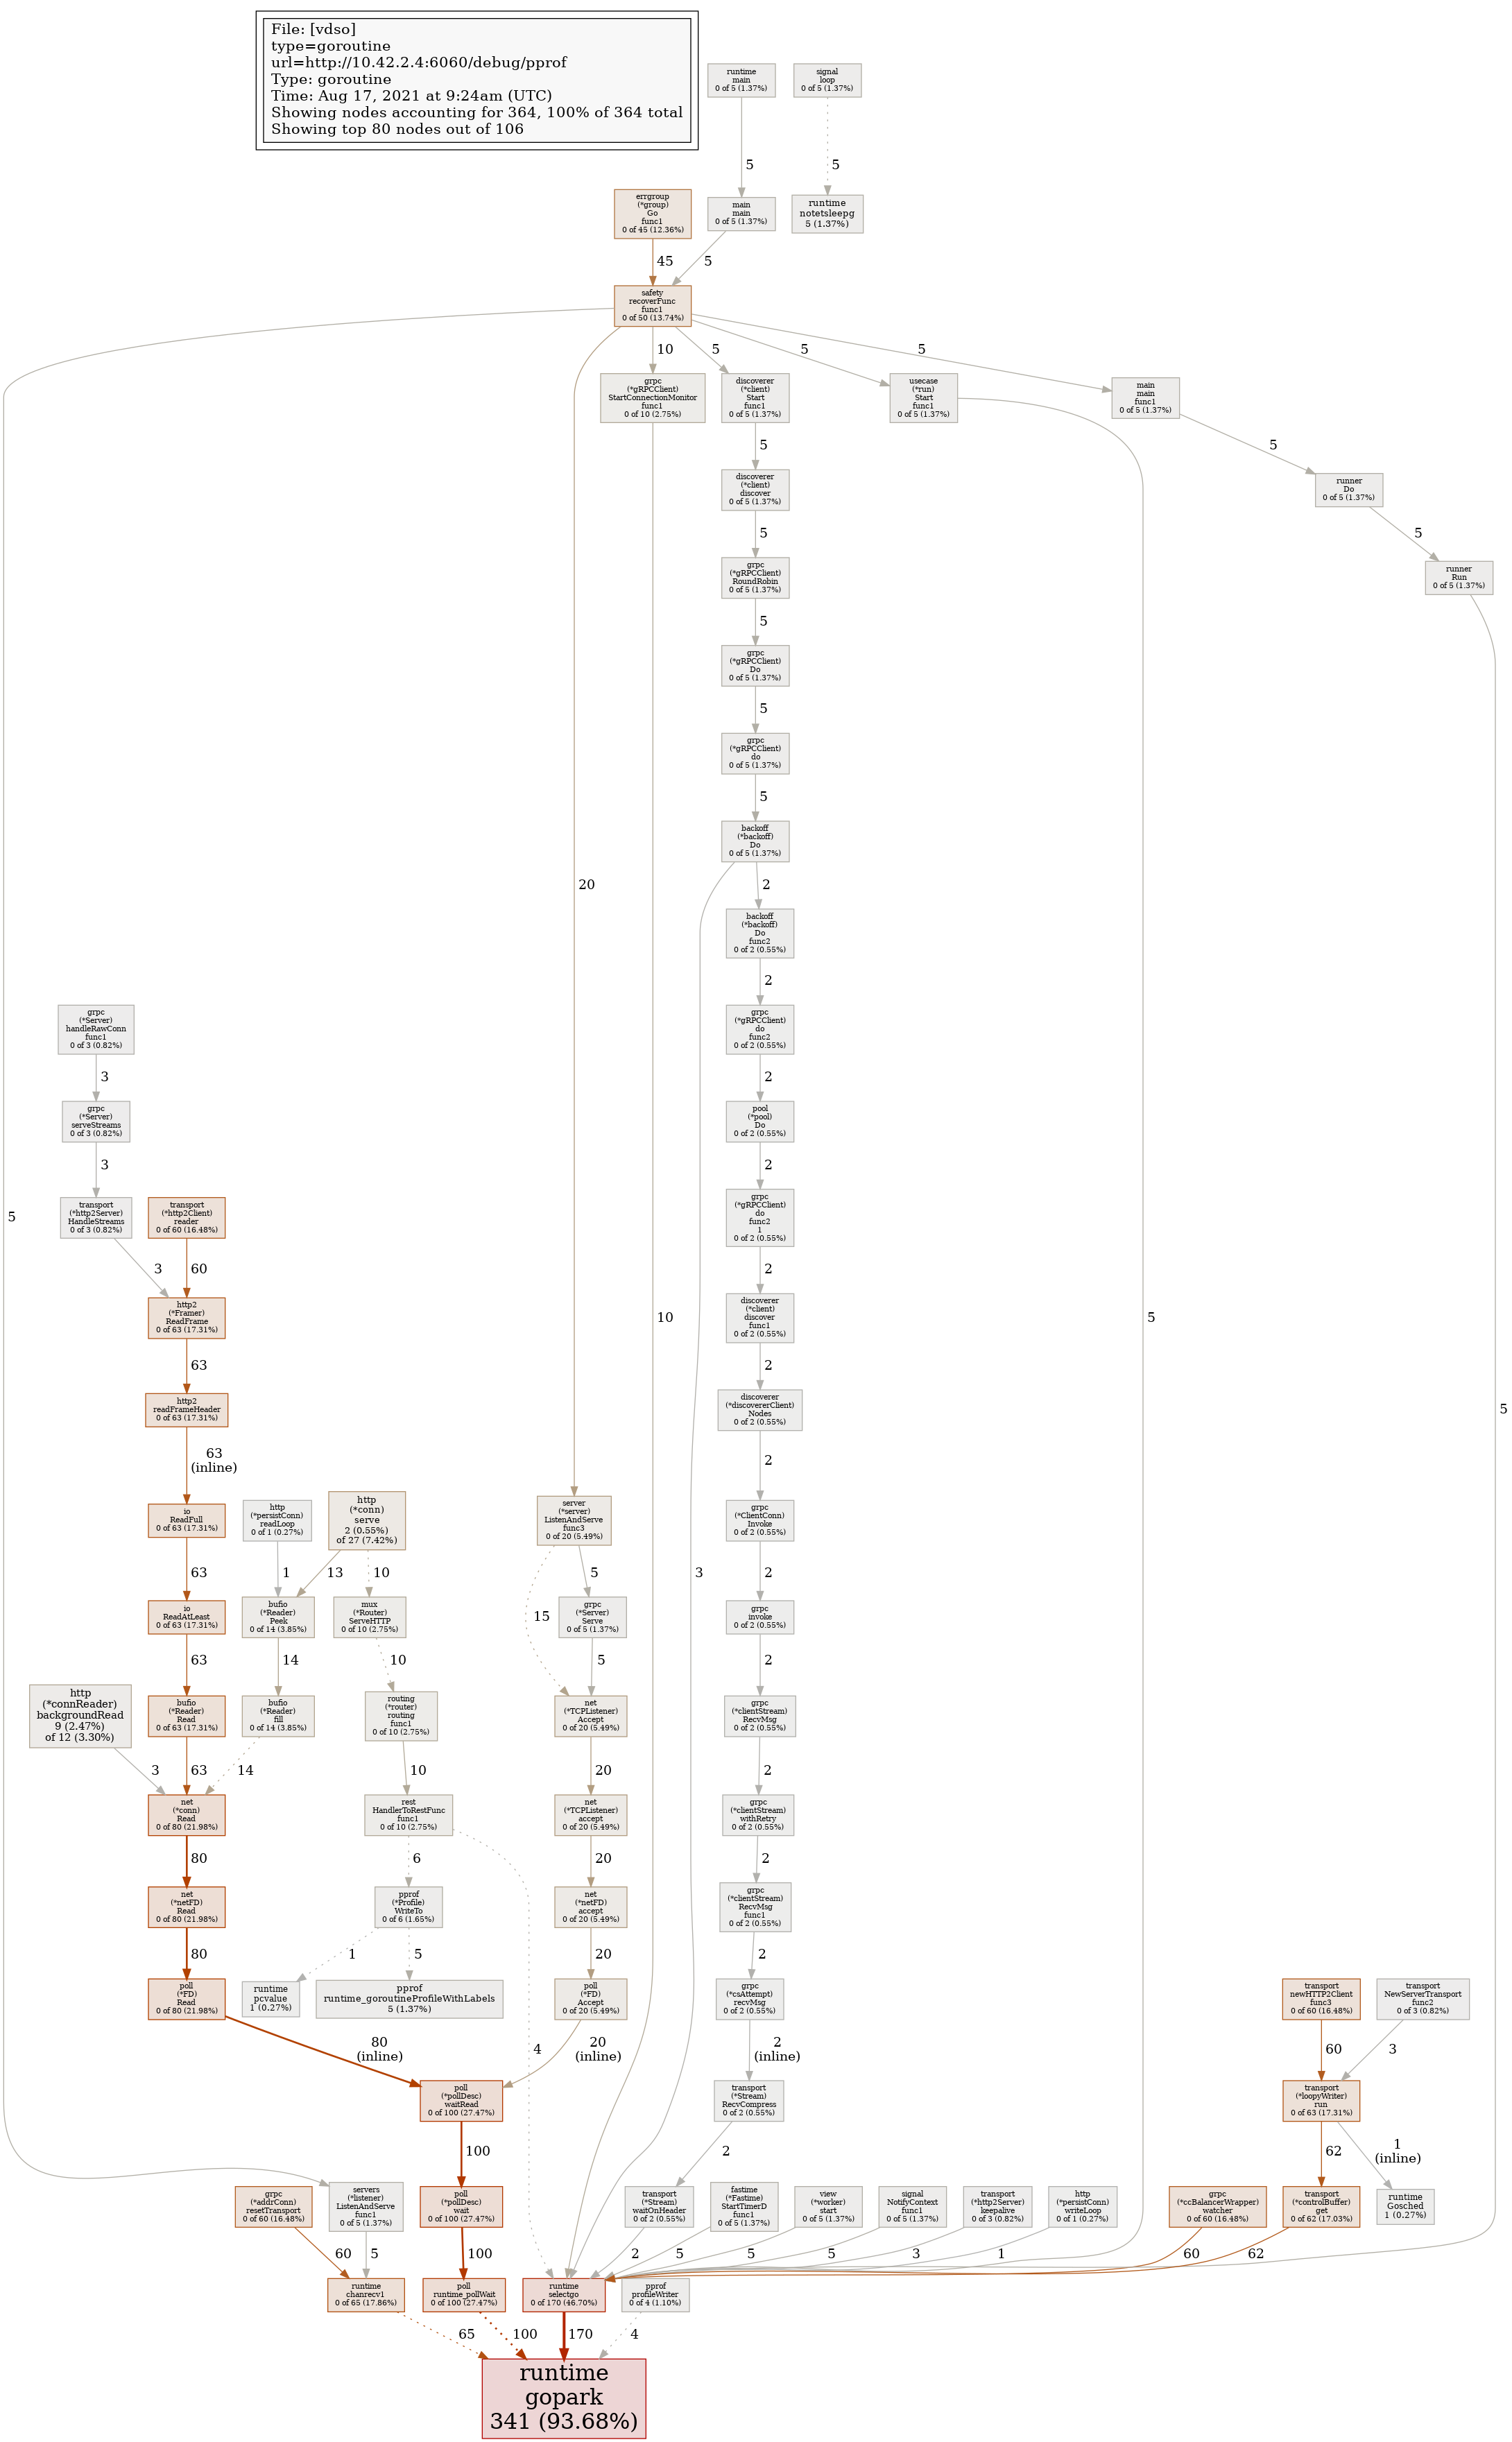 File: [vdso]
type=goroutine
url=http://10.42.2.4:6060/debug/pprof
Type: goroutine
Time: Aug 17, 2021 at 9:24am (UTC)
Showing nodes accounting for 364, 100% of 364 total
Showing top 80 nodes out of 106
runtime
main
0 of 5 (1.37%)
signal
loop
0 of 5 (1.37%)
5
5
errgroup
(*group)
Go
func1
0 of 45 (12.36%)
main
main
0 of 5 (1.37%)
runtime
notetsleepg
5 (1.37%)
45
5
safety
recoverFunc
func1
0 of 50 (13.74%)
10
5
5
5
grpc
(*gRPCClient)
StartConnectionMonitor
func1
0 of 10 (2.75%)
discoverer
(*client)
Start
func1
0 of 5 (1.37%)
usecase
(*run)
Start
func1
0 of 5 (1.37%)
main
main
func1
0 of 5 (1.37%)
5
5
discoverer
(*client)
discover
0 of 5 (1.37%)
runner
Do
0 of 5 (1.37%)
5
5
grpc
(*gRPCClient)
RoundRobin
0 of 5 (1.37%)
runner
Run
0 of 5 (1.37%)
5
grpc
(*gRPCClient)
Do
0 of 5 (1.37%)
5
grpc
(*gRPCClient)
do
0 of 5 (1.37%)
5
backoff
(*backoff)
Do
0 of 5 (1.37%)
20
2
backoff
(*backoff)
Do
func2
0 of 2 (0.55%)
2
grpc
(*Server)
handleRawConn
func1
0 of 3 (0.82%)
grpc
(*gRPCClient)
do
func2
0 of 2 (0.55%)
3
2
grpc
(*Server)
serveStreams
0 of 3 (0.82%)
pool
(*pool)
Do
0 of 2 (0.55%)
3
2
5
transport
(*http2Server)
HandleStreams
0 of 3 (0.82%)
transport
(*http2Client)
reader
0 of 60 (16.48%)
grpc
(*gRPCClient)
do
func2
1
0 of 2 (0.55%)
3
60
2
http2
(*Framer)
ReadFrame
0 of 63 (17.31%)
10
discoverer
(*client)
discover
func1
0 of 2 (0.55%)
5
63
2
http2
readFrameHeader
0 of 63 (17.31%)
discoverer
(*discovererClient)
Nodes
0 of 2 (0.55%)
5
63
(inline)
2
io
ReadFull
0 of 63 (17.31%)
http
(*persistConn)
readLoop
0 of 1 (0.27%)
http
(*conn)
serve
2 (0.55%)
of 27 (7.42%)
server
(*server)
ListenAndServe
func3
0 of 20 (5.49%)
grpc
(*ClientConn)
Invoke
0 of 2 (0.55%)
63
1
13
10
5
3
2
io
ReadAtLeast
0 of 63 (17.31%)
bufio
(*Reader)
Peek
0 of 14 (3.85%)
mux
(*Router)
ServeHTTP
0 of 10 (2.75%)
15
grpc
(*Server)
Serve
0 of 5 (1.37%)
grpc
invoke
0 of 2 (0.55%)
63
14
10
5
2
http
(*connReader)
backgroundRead
9 (2.47%)
of 12 (3.30%)
bufio
(*Reader)
Read
0 of 63 (17.31%)
bufio
(*Reader)
fill
0 of 14 (3.85%)
routing
(*router)
routing
func1
0 of 10 (2.75%)
net
(*TCPListener)
Accept
0 of 20 (5.49%)
grpc
(*clientStream)
RecvMsg
0 of 2 (0.55%)
3
63
14
10
20
2
net
(*conn)
Read
0 of 80 (21.98%)
rest
HandlerToRestFunc
func1
0 of 10 (2.75%)
net
(*TCPListener)
accept
0 of 20 (5.49%)
grpc
(*clientStream)
withRetry
0 of 2 (0.55%)
80
6
20
2
net
(*netFD)
Read
0 of 80 (21.98%)
pprof
(*Profile)
WriteTo
0 of 6 (1.65%)
net
(*netFD)
accept
0 of 20 (5.49%)
grpc
(*clientStream)
RecvMsg
func1
0 of 2 (0.55%)
80
1
5
20
2
poll
(*FD)
Read
0 of 80 (21.98%)
runtime
pcvalue
1 (0.27%)
pprof
runtime_goroutineProfileWithLabels
5 (1.37%)
poll
(*FD)
Accept
0 of 20 (5.49%)
grpc
(*csAttempt)
recvMsg
0 of 2 (0.55%)
transport
newHTTP2Client
func3
0 of 60 (16.48%)
transport
NewServerTransport
func2
0 of 3 (0.82%)
80
(inline)
4
20
(inline)
2
(inline)
60
3
poll
(*pollDesc)
waitRead
0 of 100 (27.47%)
transport
(*Stream)
RecvCompress
0 of 2 (0.55%)
transport
(*loopyWriter)
run
0 of 63 (17.31%)
100
2
62
1
(inline)
grpc
(*addrConn)
resetTransport
0 of 60 (16.48%)
servers
(*listener)
ListenAndServe
func1
0 of 5 (1.37%)
poll
(*pollDesc)
wait
0 of 100 (27.47%)
transport
(*Stream)
waitOnHeader
0 of 2 (0.55%)
fastime
(*Fastime)
StartTimerD
func1
0 of 5 (1.37%)
view
(*worker)
start
0 of 5 (1.37%)
signal
NotifyContext
func1
0 of 5 (1.37%)
transport
(*http2Server)
keepalive
0 of 3 (0.82%)
http
(*persistConn)
writeLoop
0 of 1 (0.27%)
grpc
(*ccBalancerWrapper)
watcher
0 of 60 (16.48%)
transport
(*controlBuffer)
get
0 of 62 (17.03%)
runtime
Gosched
1 (0.27%)
60
5
100
2
5
5
5
3
1
60
62
runtime
chanrecv1
0 of 65 (17.86%)
poll
runtime_pollWait
0 of 100 (27.47%)
runtime
selectgo
0 of 170 (46.70%)
pprof
profileWriter
0 of 4 (1.10%)
65
100
170
4
runtime
gopark
341 (93.68%)